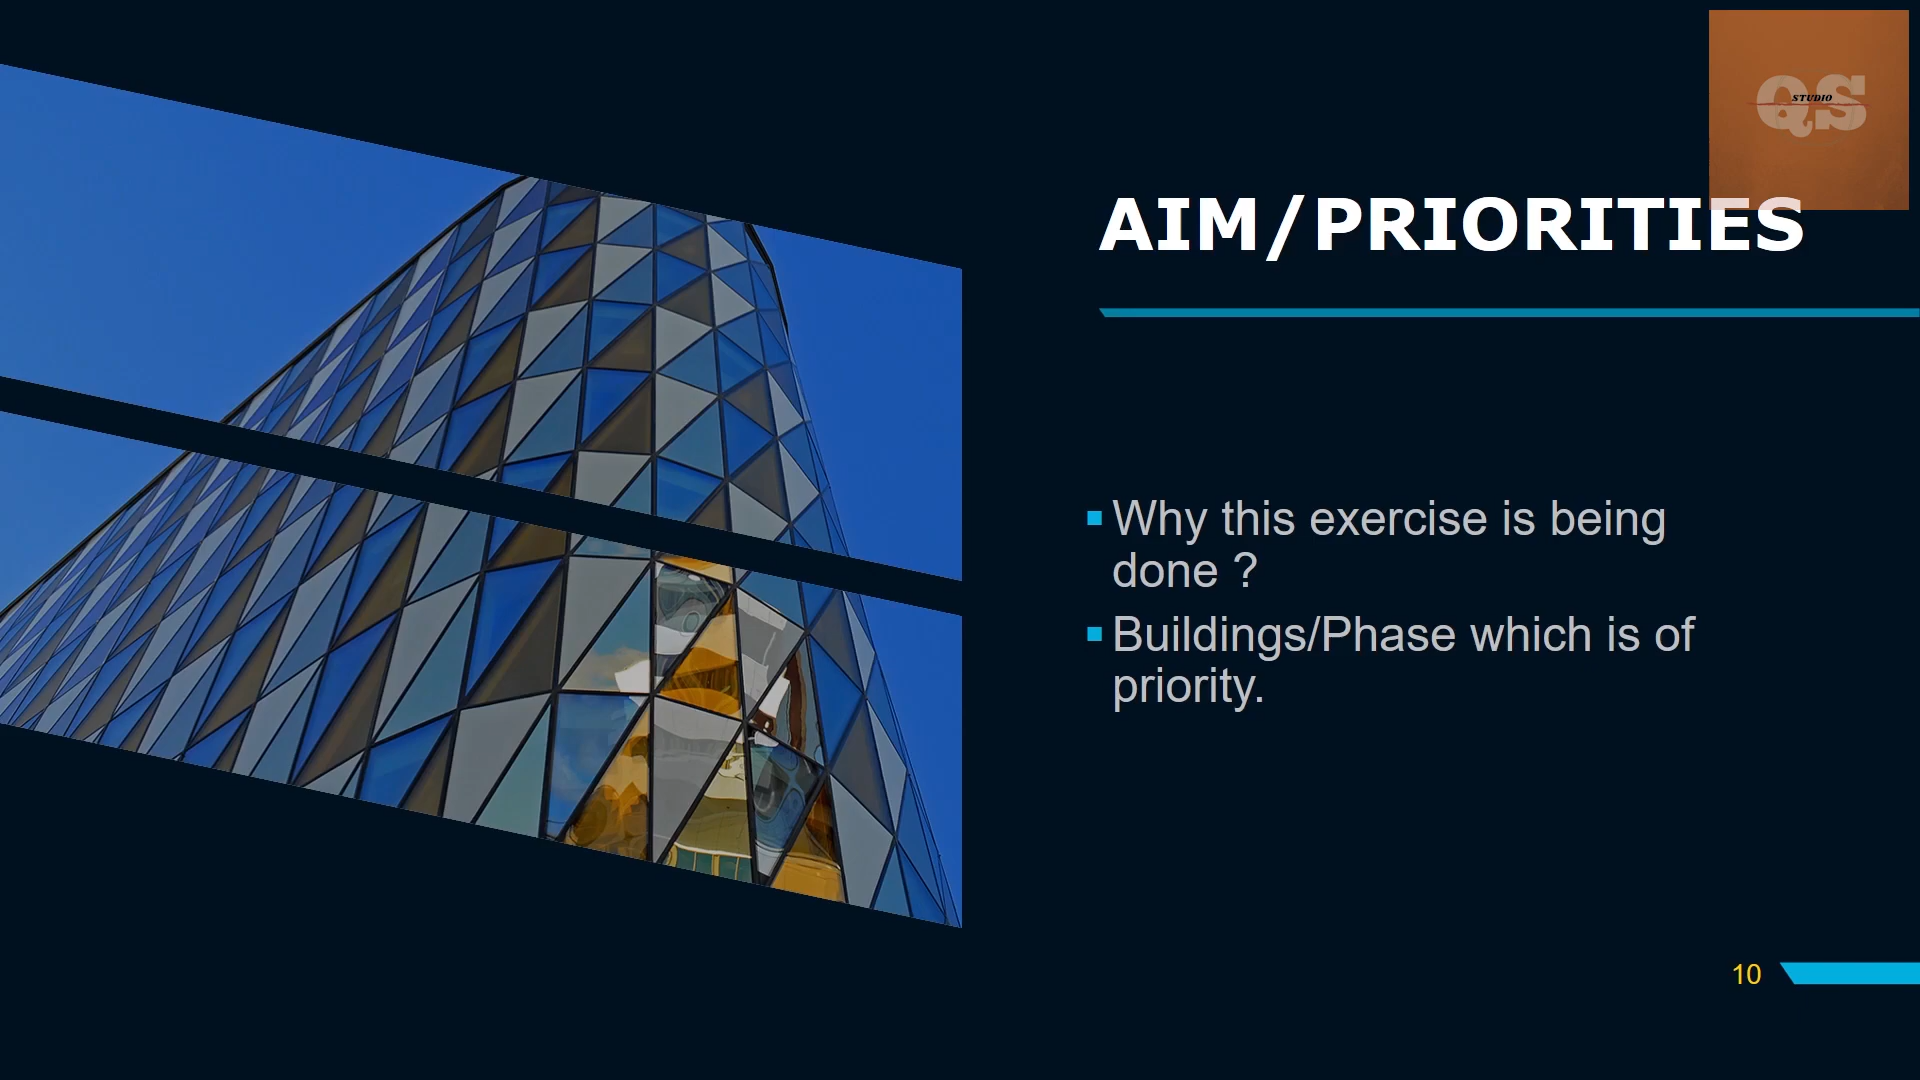 QS
STUDIO
AIM/PRIORITIES
Why this exercise is being
done ?
Buildings/Phase which is of
priority.
10